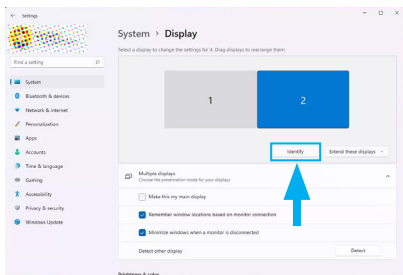 Settings
System > Display
Select a display to change the settings for it. Drag displays to rearrange them.
Find a setting
1
2
System
Bluetooth & devices
Network & internet
Personalization
Apps
Accounts
Time & language
Gaming
Accessibility
Privacy & security
Windows Update
Identify
Extend these displays
Multiple displays
Choose the presentation mode for your displays
Make this my main display
Remember window locations based on monitor connection
Minimize windows when a monitor is disconnected
Detect other display
Detect
Brightness & color